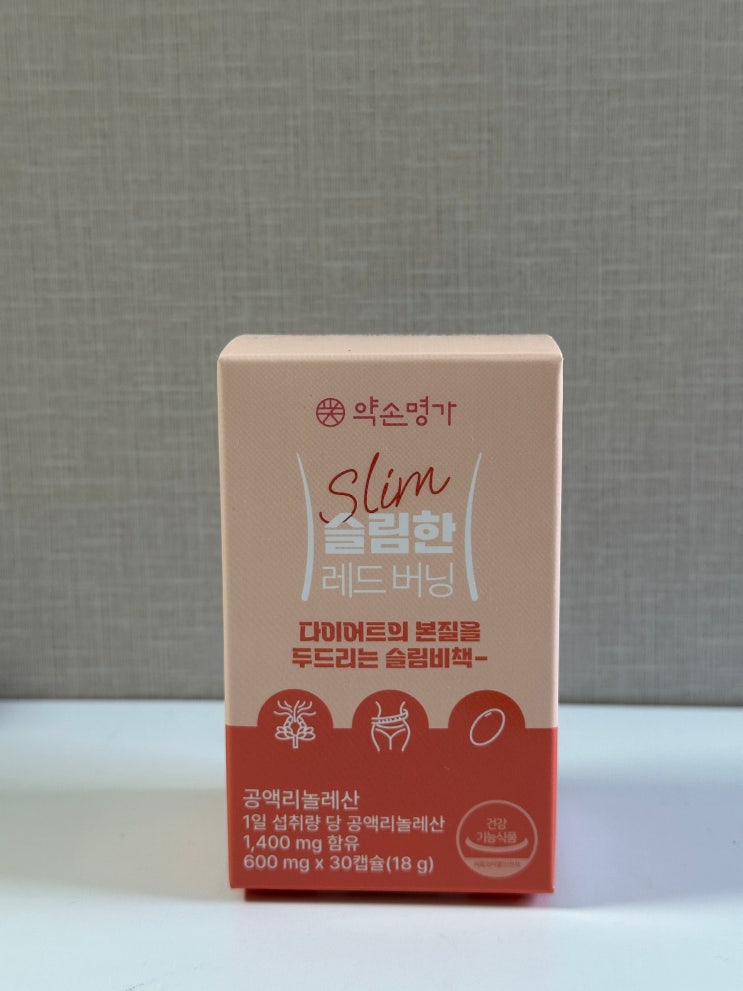 약손명가
Slim
슬림한
레드 버닝
다이어트의 본질을
두드리는 슬림비책-
공액리놀레산
1일 섭취량 당 공액리놀레산
1,400 mg 함유
600 mg x 30캡슐(18 g)
건강
기능식품